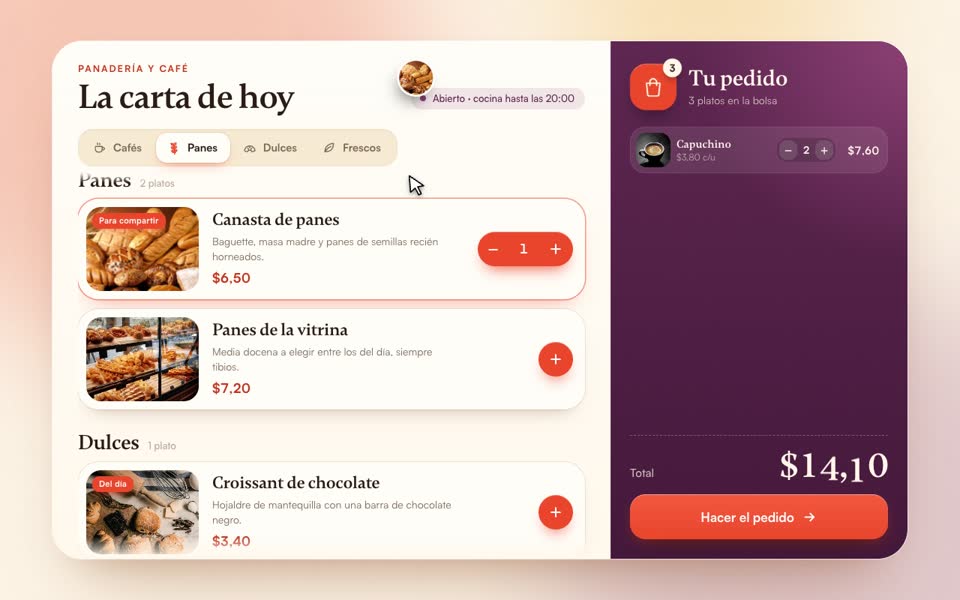 PANADERÍA Y CAFÉ
La carta de hoy
Abierto · cocina hasta las 20:00
Cafés
Panes
Dulces
Frescos
Panes 2 platos
Para compartir
Canasta de panes
Baguette, masa madre y panes de semillas recién
horneados.
$6,50
− 1 +
Panes de la vitrina
Media docena a elegir entre los del día, siempre
tibios.
$7,20
+
Dulces 1 plato
Del día
Croissant de chocolate
Hojaldre de mantequilla con una barra de chocolate
negro.
$3,40
+
3
Tu pedido
3 platos en la bolsa
Capuchino
$3,80 c/u
− 2 +
$7,60
Total
$14,10
Hacer el pedido →